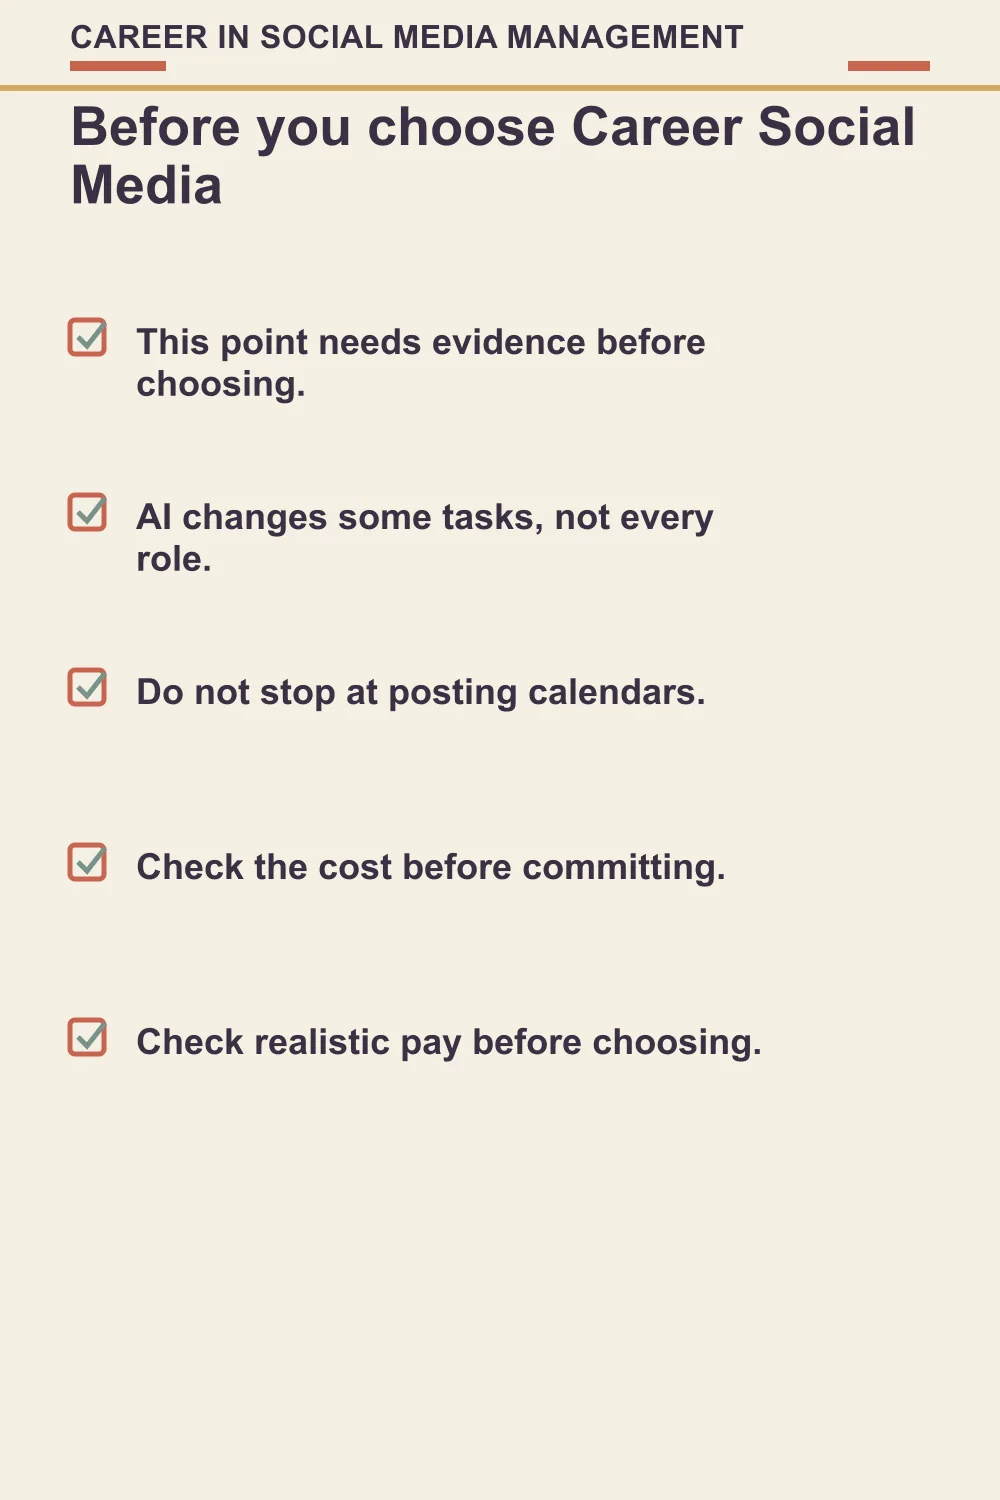 CAREER IN SOCIAL MEDIA MANAGEMENT
Before you choose Career Social
Media
This point needs evidence before
choosing.
AI changes some tasks, not every
role.
Do not stop at posting calendars.
Check the cost before committing.
Check realistic pay before choosing.